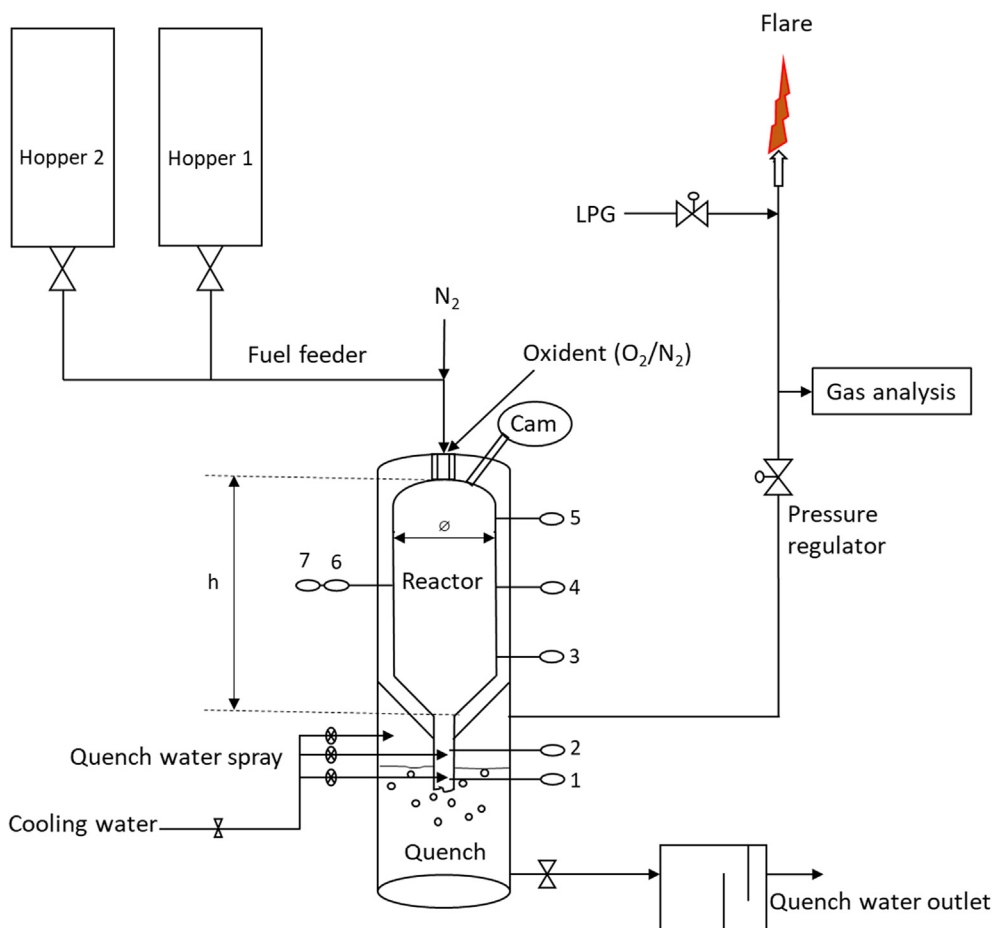 Flare
Hopper 2
Hopper 1
LPG
N₂
Fuel feeder
Oxident (O₂/N₂)
Gas analysis
Cam
5
⌀
Pressure
regulator
7
6
Reactor
4
h
3
Quench water spray
2
1
Cooling water
Quench
Quench water outlet